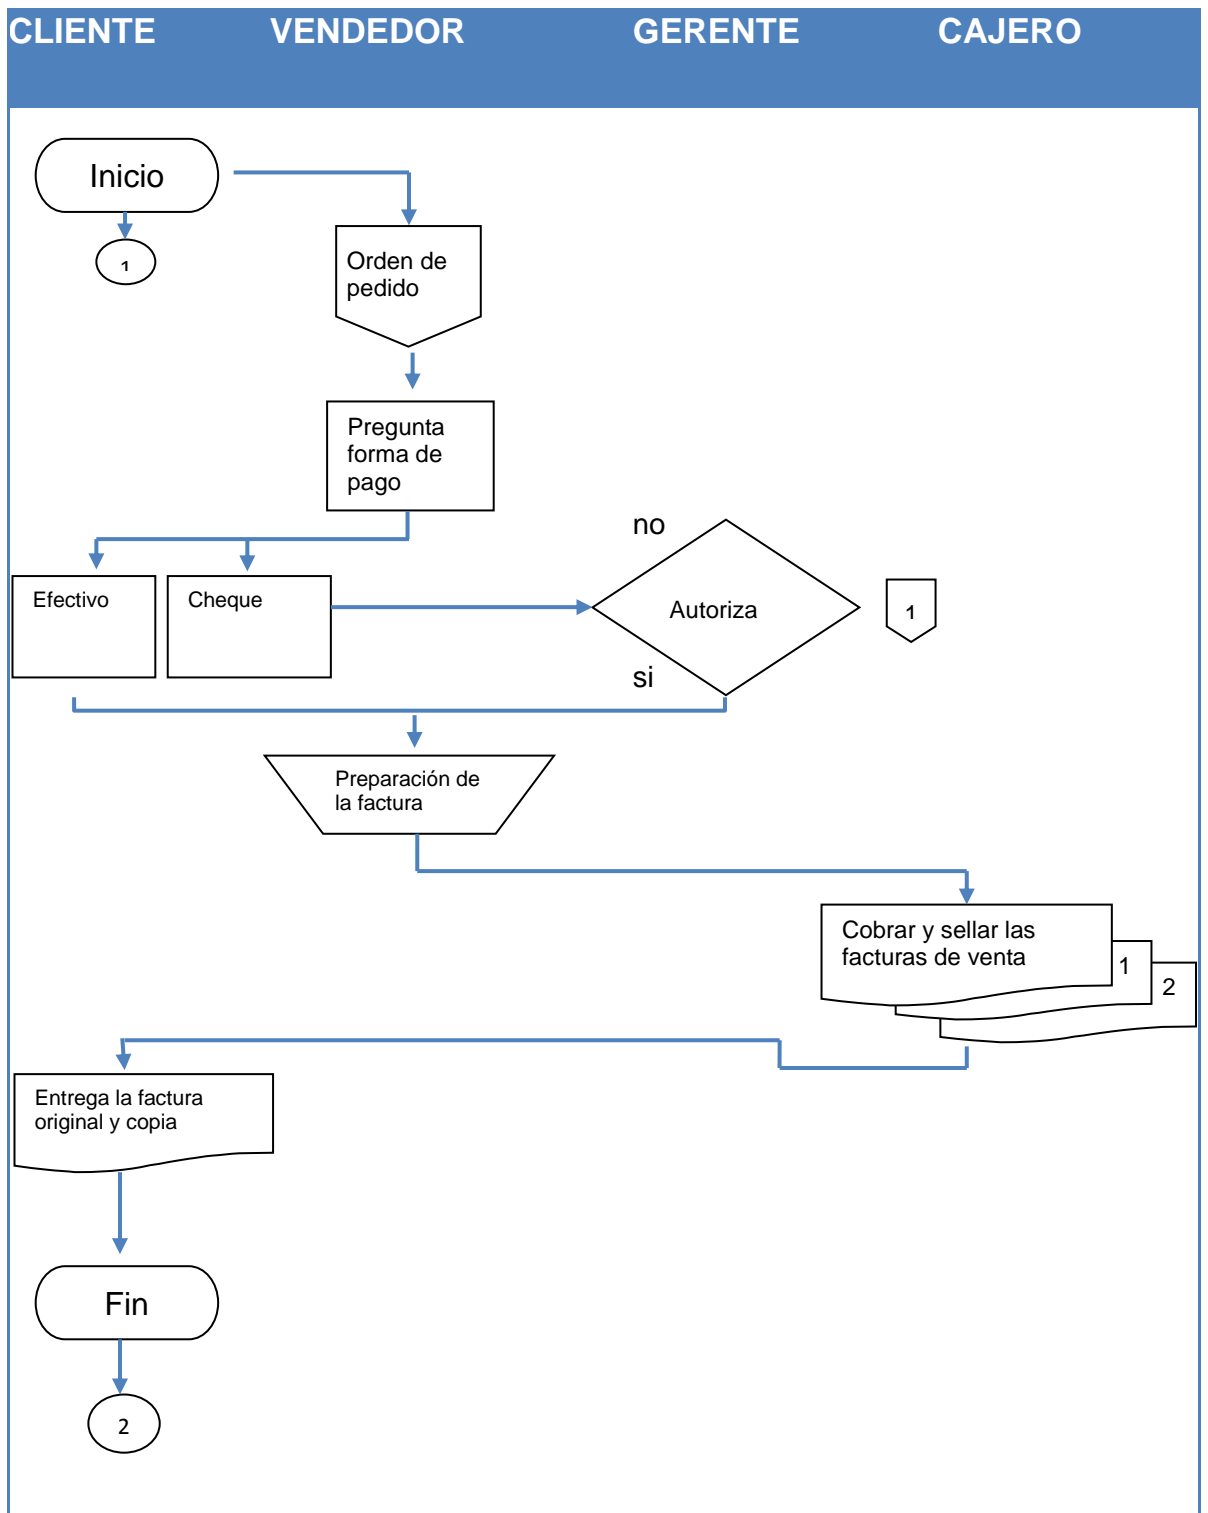 CLIENTE VENDEDOR GERENTE CAJERO
Inicio
1
Orden de
pedido
Pregunta
forma de
pago
no
Efectivo
Cheque
Autoriza
1
si
Preparación de
la factura
Cobrar y sellar las
facturas de venta
1
2
Entrega la factura
original y copia
Fin
2